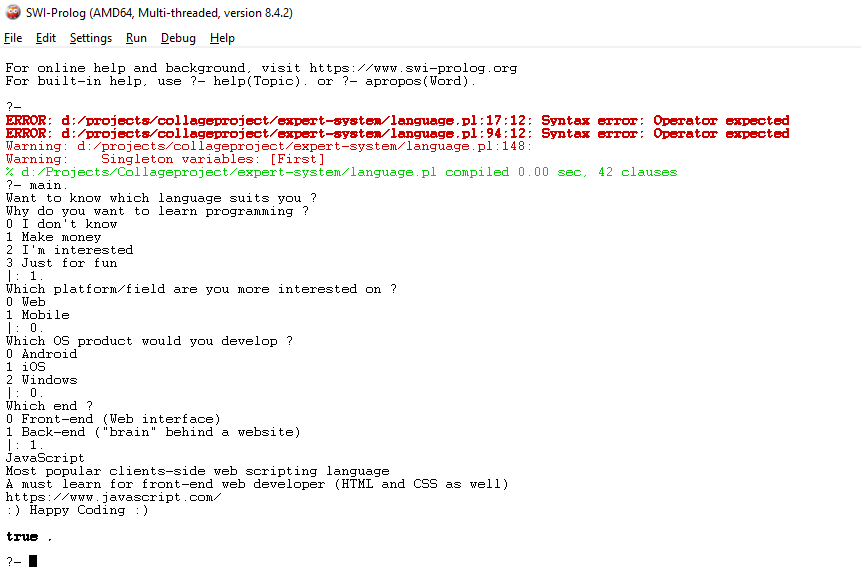 SWI-Prolog (AMD64, Multi-threaded, version 8.4.2)
File Edit Settings Run Debug Help
For online help and background, visit https://www.swi-prolog.org
For built-in help, use ?- help(Topic). or ?- apropos(Word).
?-
ERROR: d:/projects/collageproject/expert-system/language.pl:17:12: Syntax error: Operator expected
ERROR: d:/projects/collageproject/expert-system/language.pl:94:12: Syntax error: Operator expected
Warning: d:/projects/collageproject/expert-system/language.pl:148:
Warning:    Singleton variables: [First]
% d:/Projects/Collageproject/expert-system/language.pl compiled 0.00 sec, 42 clauses
?- main.
Want to know which language suits you ?
Why do you want to learn programming ?
0 I don't know
1 Make money
2 I'm interested
3 Just for fun
|: 1.
Which platform/field are you more interested on ?
0 Web
1 Mobile
|: 0.
Which OS product would you develop ?
0 Android
1 iOS
2 Windows
|: 0.
Which end ?
0 Front-end (Web interface)
1 Back-end ("brain" behind a website)
|: 1.
JavaScript
Most popular clients-side web scripting language
A must learn for front-end web developer (HTML and CSS as well)
https://www.javascript.com/
:) Happy Coding :)
true .
?-